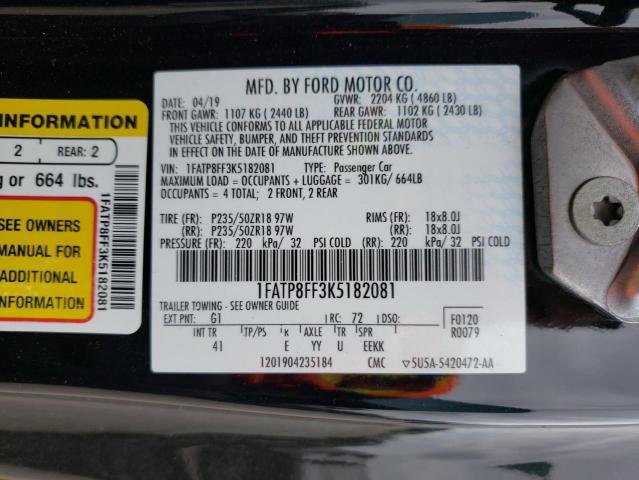 INFORMATION
2 REAR: 2
g or 664 lbs.
SEE OWNERS
MANUAL FOR
ADDITIONAL
INFORMATION
1FATP8FF3K5182081
MFD. BY FORD MOTOR CO.
DATE: 04/19 GVWR: 2204 KG ( 4860 LB)
FRONT GAWR: 1107 KG ( 2440 LB) REAR GAWR: 1102 KG ( 2430 LB)
THIS VEHICLE CONFORMS TO ALL APPLICABLE FEDERAL MOTOR
VEHICLE SAFETY, BUMPER, AND THEFT PREVENTION STANDARDS
IN EFFECT ON THE DATE OF MANUFACTURE SHOWN ABOVE.
VIN: 1FATP8FF3K5182081 TYPE: Passenger Car
MAXIMUM LOAD = OCCUPANTS + LUGGAGE = 301KG/ 664LB
OCCUPANTS = 4 TOTAL; 2 FRONT, 2 REAR
TIRE (FR): P235/50ZR18 97W RIMS (FR): 18x8.0J
(RR): P235/50ZR18 97W (RR): 18x8.0J
PRESSURE (FR): 220 kPa/ 32 PSI COLD (RR): 220 kPa/ 32 PSI COLD
1FATP8FF3K5182081
TRAILER TOWING - SEE OWNER GUIDE
EXT PNT: G1 RC: 72 DSO: F0120
INT TR TP/PS R AXLE TR SPR R0079
41 E YY U EEKK
1201904235184 CMC ▽5U5A-5420472-AA